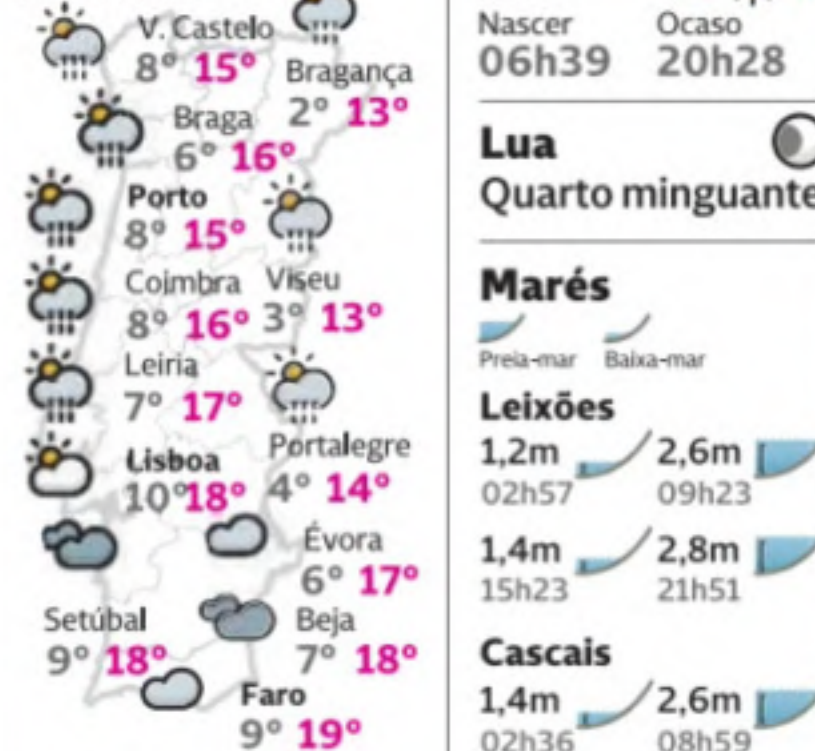 V. Castelo
8° 15°
Bragança
2° 13°
Braga
6° 16°
Porto
8° 15°
Coimbra
8° 16°
Viseu
3° 13°
Leiria
7° 17°
Lisboa
10° 18°
Portalegre
4° 14°
Évora
6° 17°
Setúbal
9° 18°
Beja
7° 18°
Faro
9° 19°
Nascer Ocaso
06h39 20h28
Lua
Quarto minguante
Marés
Preia-mar Baixa-mar
Leixões
1,2m 2,6m
02h57 09h23
1,4m 2,8m
15h23 21h51
Cascais
1,4m 2,6m
02h36 08h59